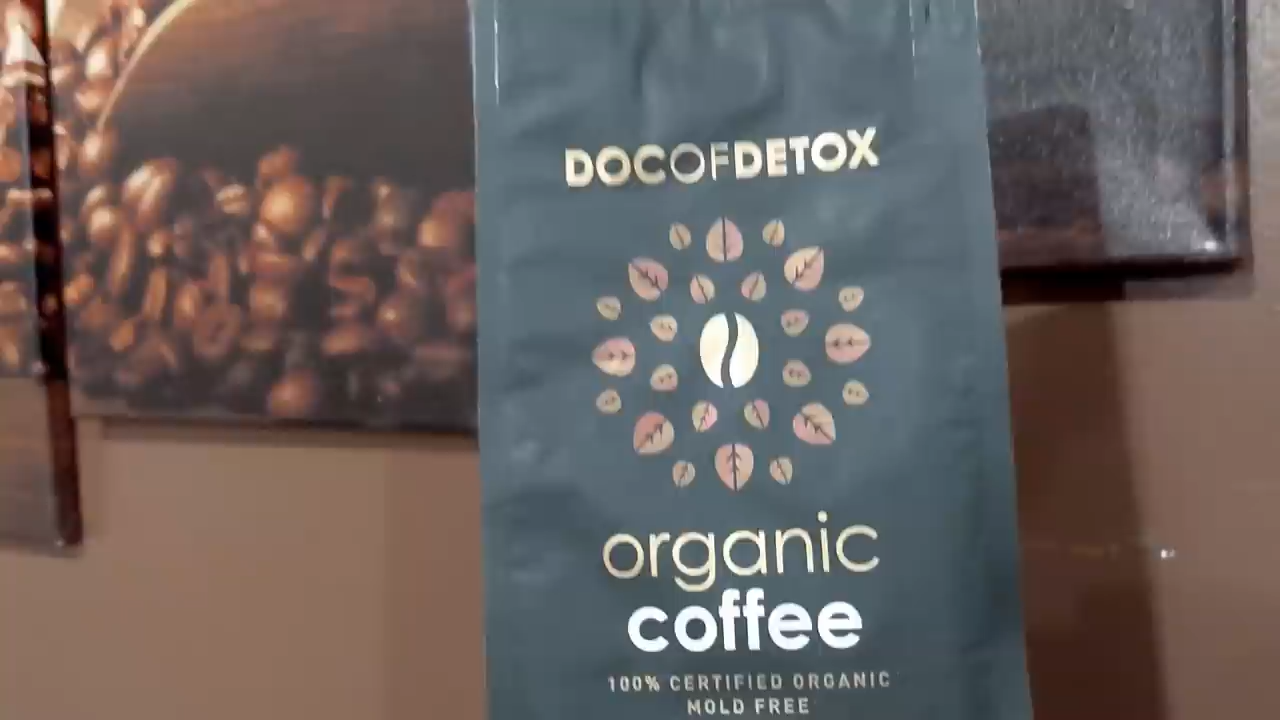 DOCOFDETOX
organic
coffee
100% CERTIFIED ORGANIC
MOLD FREE